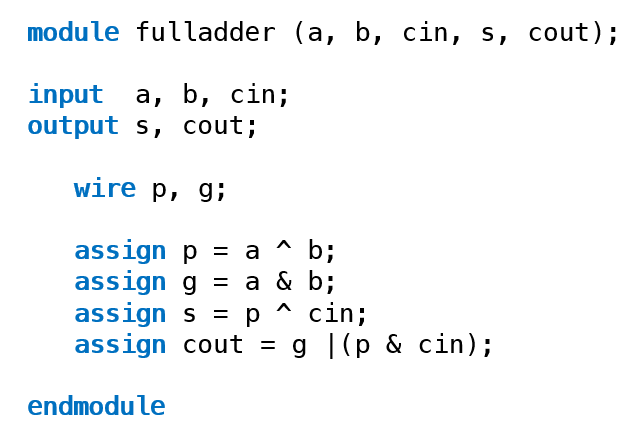 module fulladder (a, b, cin, s, cout);
input  a, b, cin;
output s, cout;
wire p, g;
assign p = a ^ b;
assign g = a & b;
assign s = p ^ cin;
assign cout = g |(p & cin);
endmodule